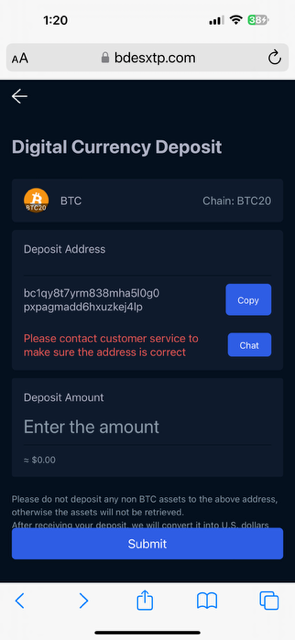 1:20
38
AA
bdesxtp.com
Digital Currency Deposit
BTC20
BTC
Chain: BTC20
Deposit Address
bc1qy8t7yrm838mha5l0g0
pxpagmadd6hxuzkej4lp
Copy
Please contact customer service to
make sure the address is correct
Chat
Deposit Amount
Enter the amount
≈ $0.00
Please do not deposit any non BTC assets to the above address,
otherwise the assets will not be retrieved.
After receiving your deposit, we will convert it into U.S. dollars
Submit